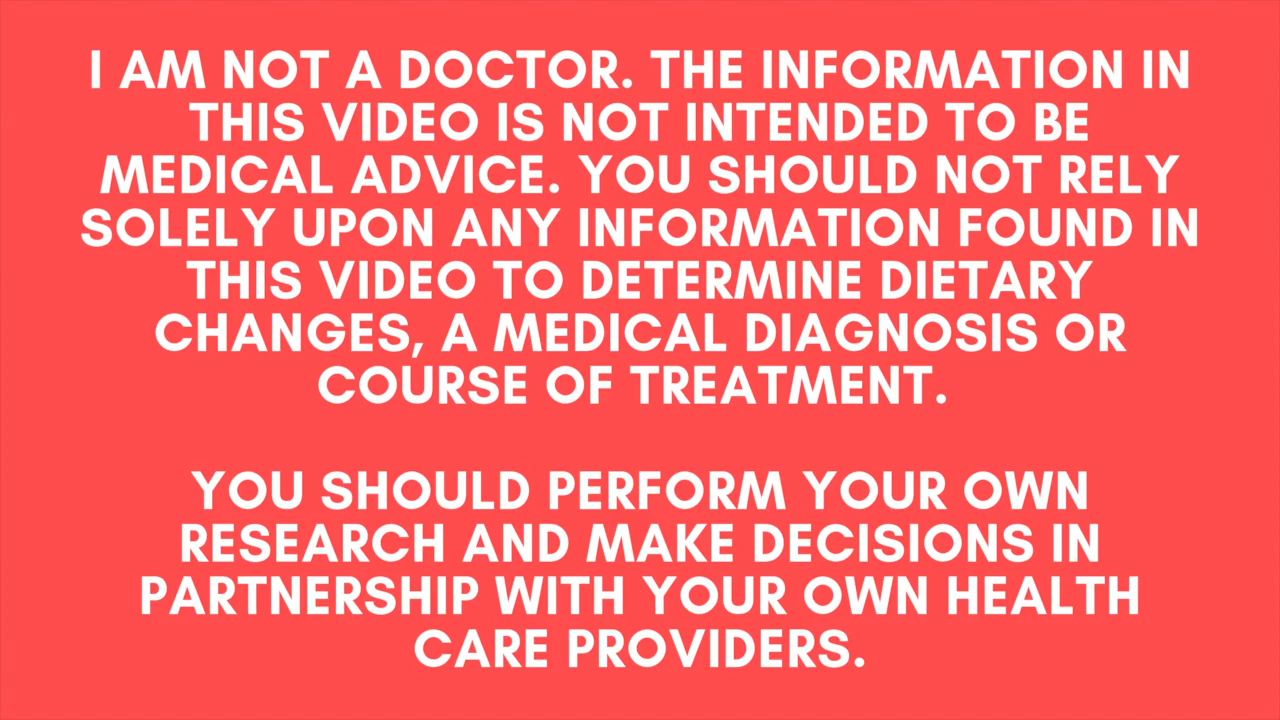 I AM NOT A DOCTOR. THE INFORMATION IN
THIS VIDEO IS NOT INTENDED TO BE
MEDICAL ADVICE. YOU SHOULD NOT RELY
SOLELY UPON ANY INFORMATION FOUND IN
THIS VIDEO TO DETERMINE DIETARY
CHANGES, A MEDICAL DIAGNOSIS OR
COURSE OF TREATMENT.
YOU SHOULD PERFORM YOUR OWN
RESEARCH AND MAKE DECISIONS IN
PARTNERSHIP WITH YOUR OWN HEALTH
CARE PROVIDERS.